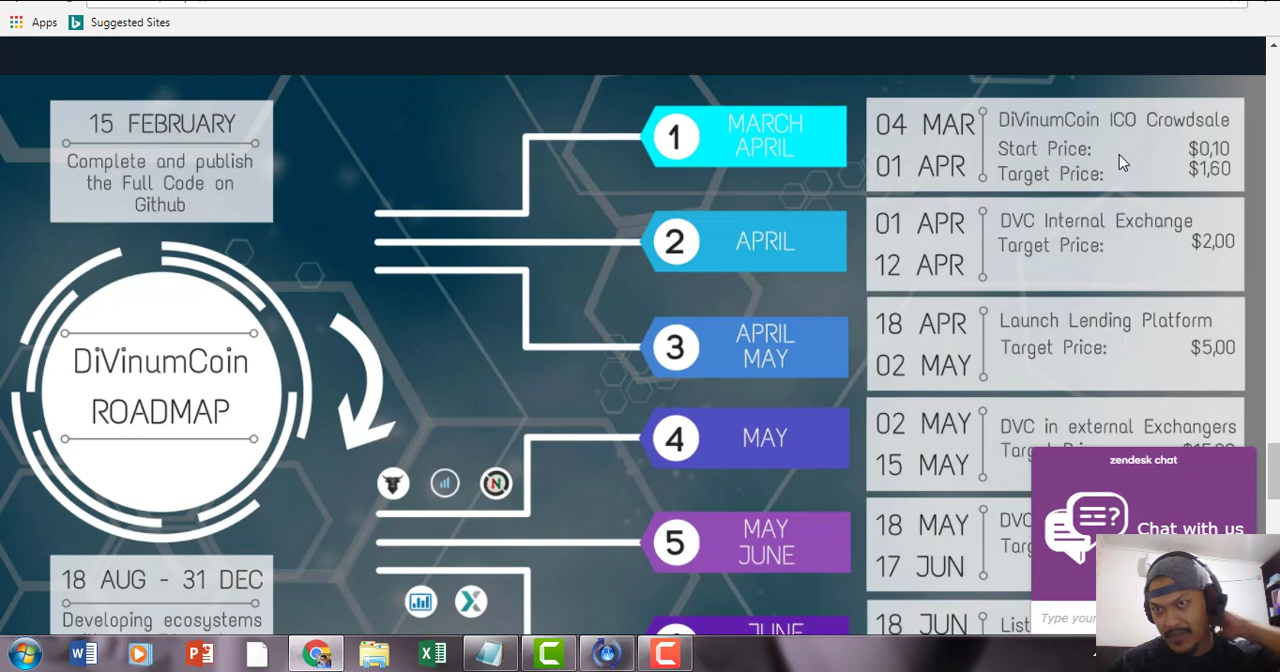 Apps
Suggested Sites
15 FEBRUARY
Complete and publish
the Full Code on
Github
DiVinumCoin
ROADMAP
18 AUG - 31 DEC
Developing ecosystems
1
MARCH
APRIL
2
APRIL
3
APRIL
MAY
4
MAY
5
MAY
JUNE
JUNE
04 MAR
01 APR
DiVinumCoin ICO Crowdsale
Start Price: $0,10
Target Price: $1,60
01 APR
12 APR
DVC Internal Exchange
Target Price: $2,00
18 APR
02 MAY
Launch Lending Platform
Target Price: $5,00
02 MAY
15 MAY
DVC in external Exchangers
18 MAY
17 JUN
DVC
18 JUN
zendesk chat
Chat with us
Type your